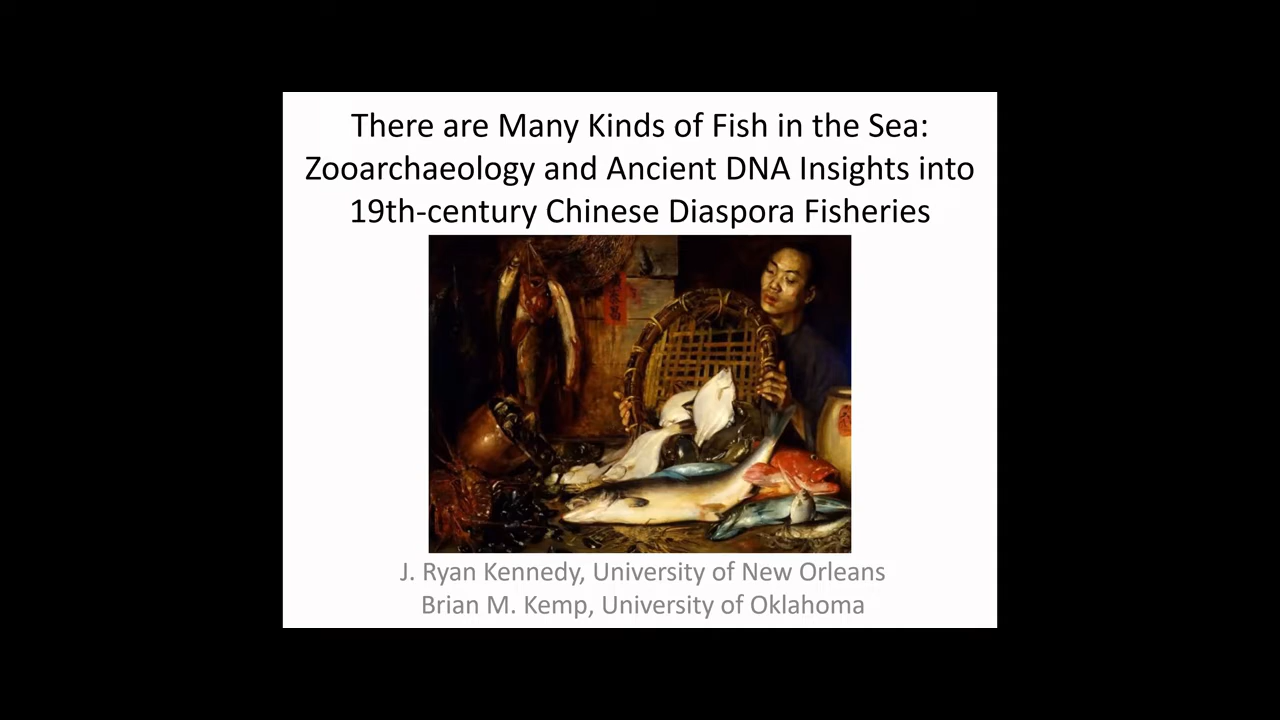 There are Many Kinds of Fish in the Sea:
Zooarchaeology and Ancient DNA Insights into
19th-century Chinese Diaspora Fisheries
J. Ryan Kennedy, University of New Orleans
Brian M. Kemp, University of Oklahoma